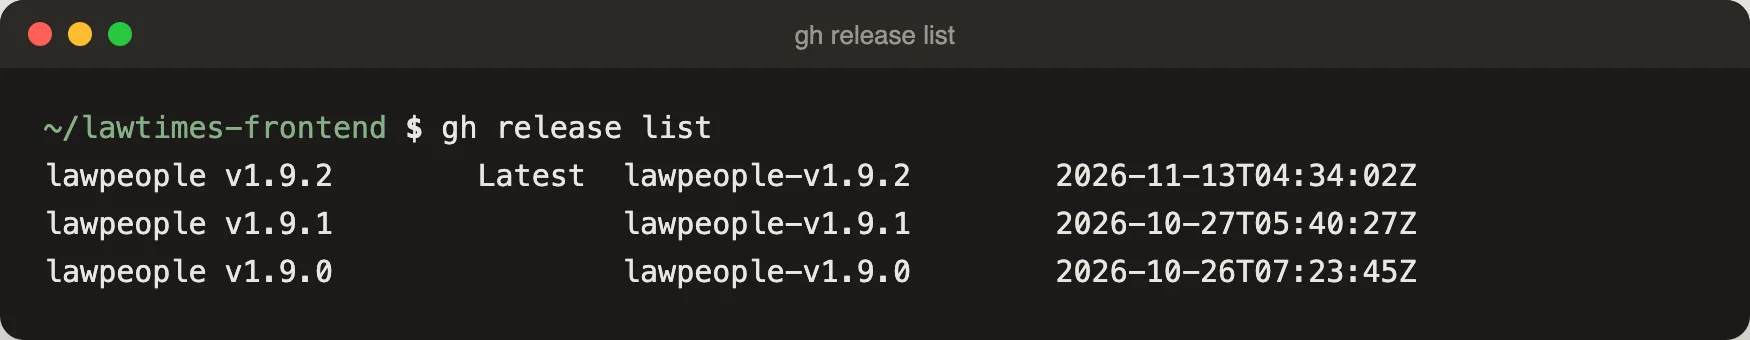 gh release list
~/lawtimes-frontend $ gh release list
lawpeople v1.9.2 Latest lawpeople-v1.9.2 2026-11-13T04:34:02Z
lawpeople v1.9.1 lawpeople-v1.9.1 2026-10-27T05:40:27Z
lawpeople v1.9.0 lawpeople-v1.9.0 2026-10-26T07:23:45Z